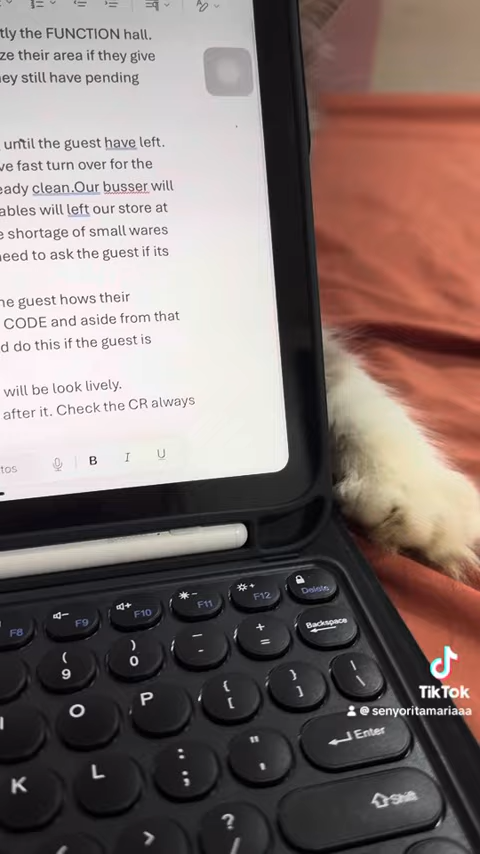 tly the FUNCTION hall.
ze their area if they give
ey still have pending
until the guest have left.
ve fast turn over for the
eady clean.Our busser will
ables will left our store at
e shortage of small wares
need to ask the guest if its
he guest hows their
CODE and aside from that
d do this if the guest is
will be look lively.
after it. Check the CR always
tos B I U
F8 F9 F10 F11 F12 Delete
( 9 ) 0 — - + = Backspace
O P { [ } ] | \
K L : ; " ' Enter
> ? / Shift
TikTok
@ senyoritamariaaa